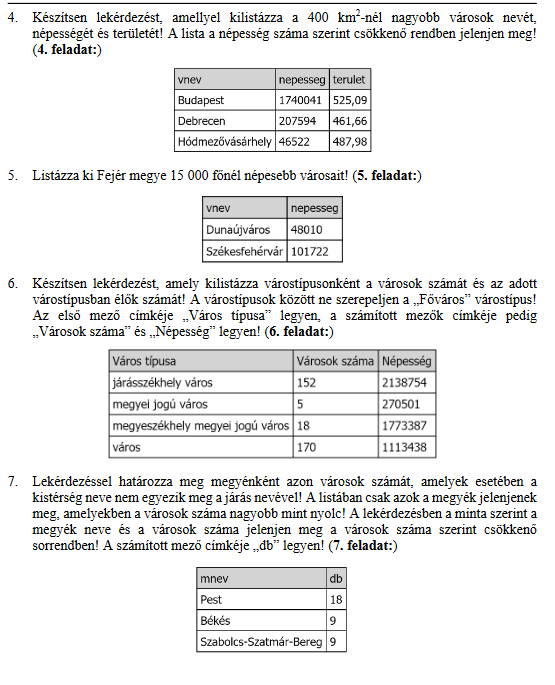 4. Készítsen lekérdezést, amellyel kilistázza a 400 km²-nél nagyobb városok nevét,
népességét és területét! A lista a népesség száma szerint csökkenő rendben jelenjen meg!
(4. feladat:)
vnev nepesseg terulet
Budapest 1740041 525,09
Debrecen 207594 461,66
Hódmezővásárhely 46522 487,98
5. Listázza ki Fejér megye 15 000 főnél népesebb városait! (5. feladat:)
vnev nepesseg
Dunaújváros 48010
Székesfehérvár 101722
6. Készítsen lekérdezést, amely kilistázza várostípusonként a városok számát és az adott
várostípusban élők számát! A várostípusok között ne szerepeljen a „Főváros” várostípus!
Az első mező címkéje „Város típusa” legyen, a számított mezők címkéje pedig
„Városok száma” és „Népesség” legyen! (6. feladat:)
Város típusa Városok száma Népesség
járásszékhely város 152 2138754
megyei jogú város 5 270501
megyeszékhely megyei jogú város 18 1773387
város 170 1113438
7. Lekérdezéssel határozza meg megyénként azon városok számát, amelyek esetében a
kistérség neve nem egyezik meg a járás nevével! A listában csak azok a megyék jelenjenek
meg, amelyekben a városok száma nagyobb mint nyolc! A lekérdezésben a minta szerint a
megyék neve és a városok száma jelenjen meg a városok száma szerint csökkenő
sorrendben! A számított mező címkéje „db” legyen! (7. feladat:)
mnev db
Pest 18
Békés 9
Szabolcs-Szatmár-Bereg 9